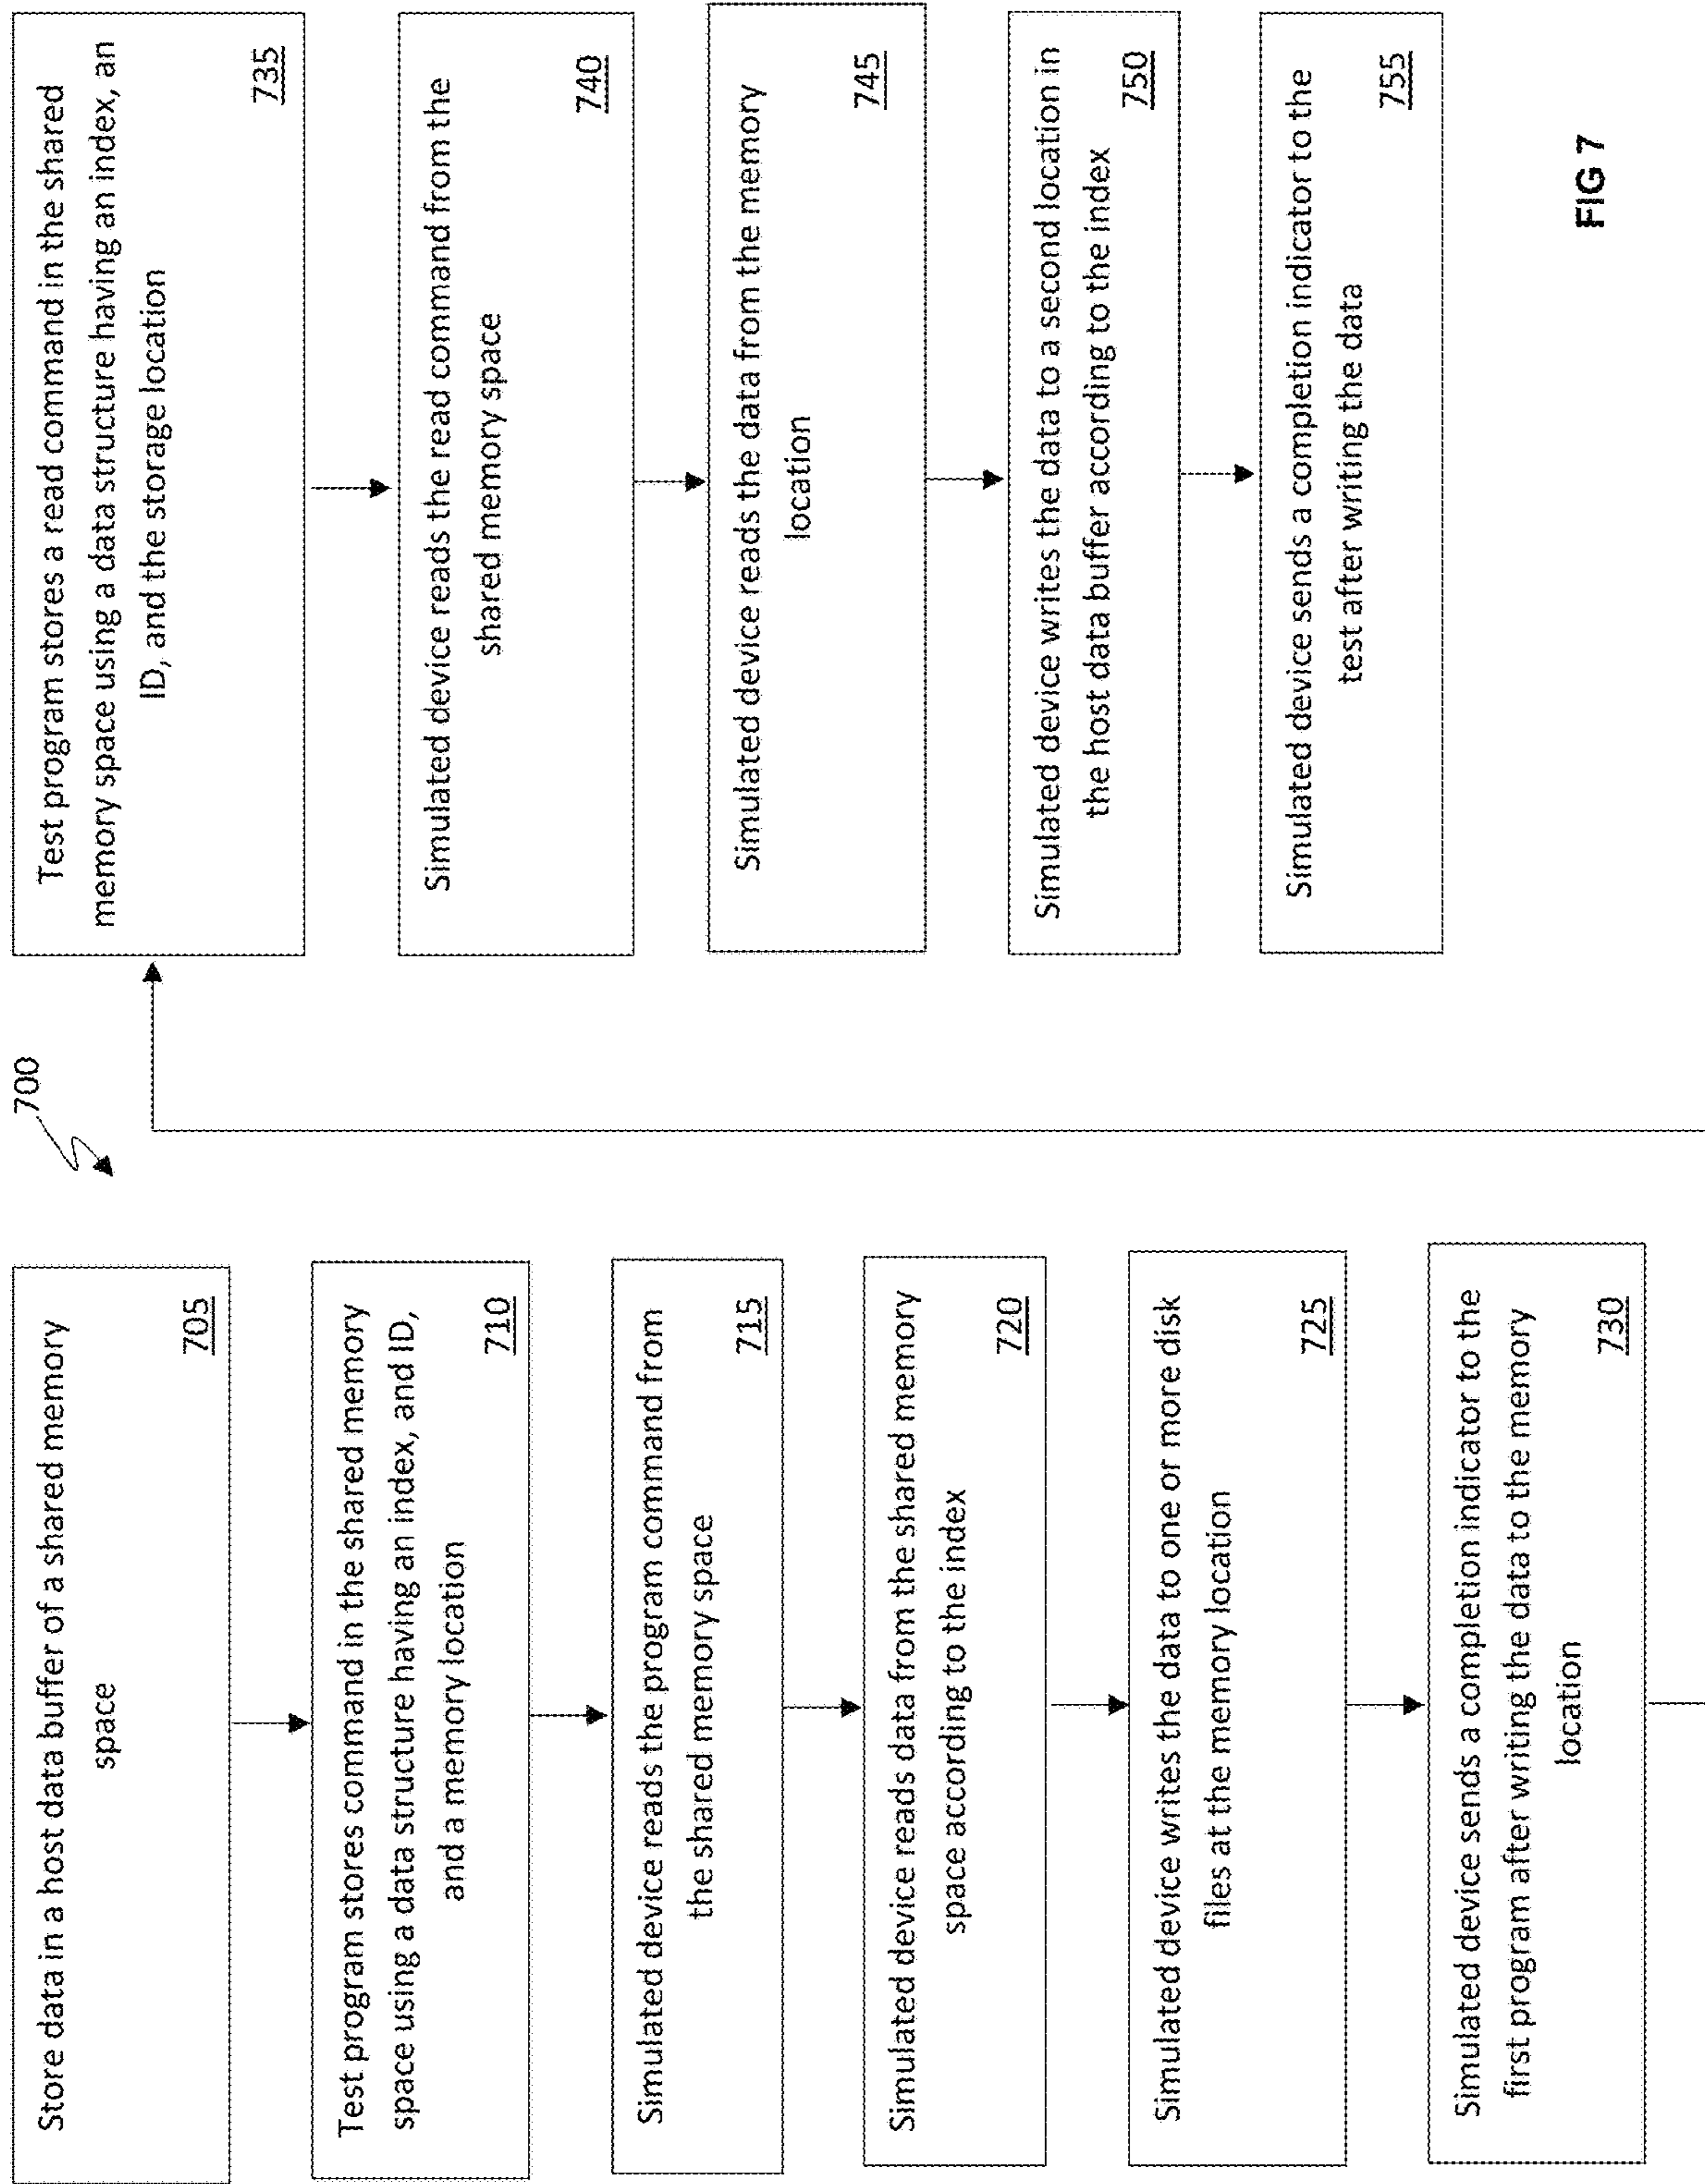 700
Store data in a host data buffer of a shared memory
space
705
Test program stores command in the shared memory
space using a data structure having an index, and ID,
and a memory location
710
Simulated device reads the program command from
the shared memory space
715
Simulated device reads data from the shared memory
space according to the index
720
Simulated device writes the data to one or more disk
files at the memory location
725
Simulated device sends a completion indicator to the
first program after writing the data to the memory
location
730
Test program stores a read command in the shared
memory space using a data structure having an index, an
ID, and the storage location
735
Simulated device reads the read command from the
shared memory space
740
Simulated device reads the data from the memory
location
745
Simulated device writes the data to a second location in
the host data buffer according to the index
750
Simulated device sends a completion indicator to the
test after writing the data
755
FIG 7